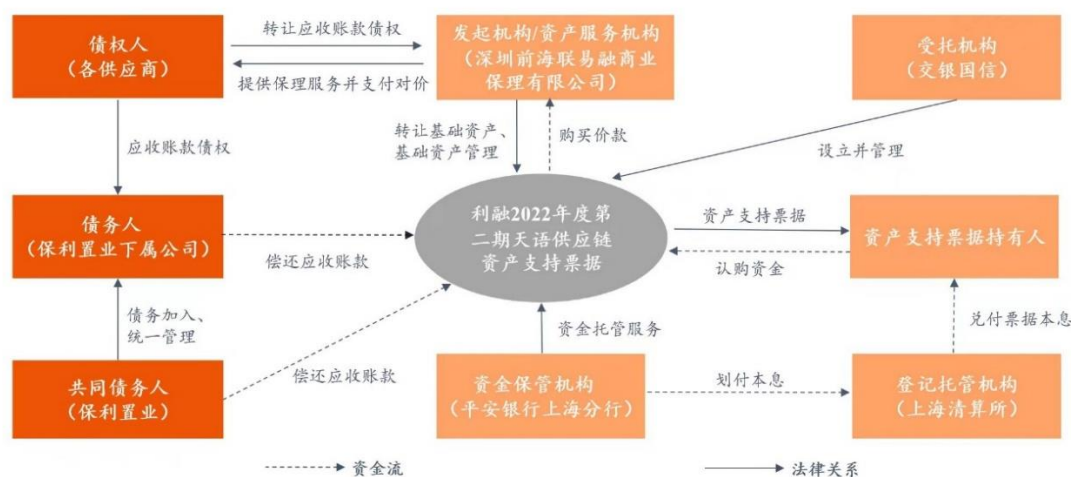 债权人
（各供应商）
转让应收账款债权
提供保理服务并支付对价
发起机构/资产服务机构
（深圳前海联易融商业
保理有限公司）
受托机构
（交银国信）
应收账款债权
转让基础资产、
基础资产管理
购买价款
设立并管理
债务人
（保利置业下属公司）
偿还应收账款
利融2022年度第
二期天语供应链
资产支持票据
资产支持票据
认购资金
资产支持票据持有人
债务加入、
统一管理
偿还应收账款
资金托管服务
兑付票据本息
共同债务人
（保利置业）
资金保管机构
（平安银行上海分行）
划付本息
登记托管机构
（上海清算所）
资金流
法律关系